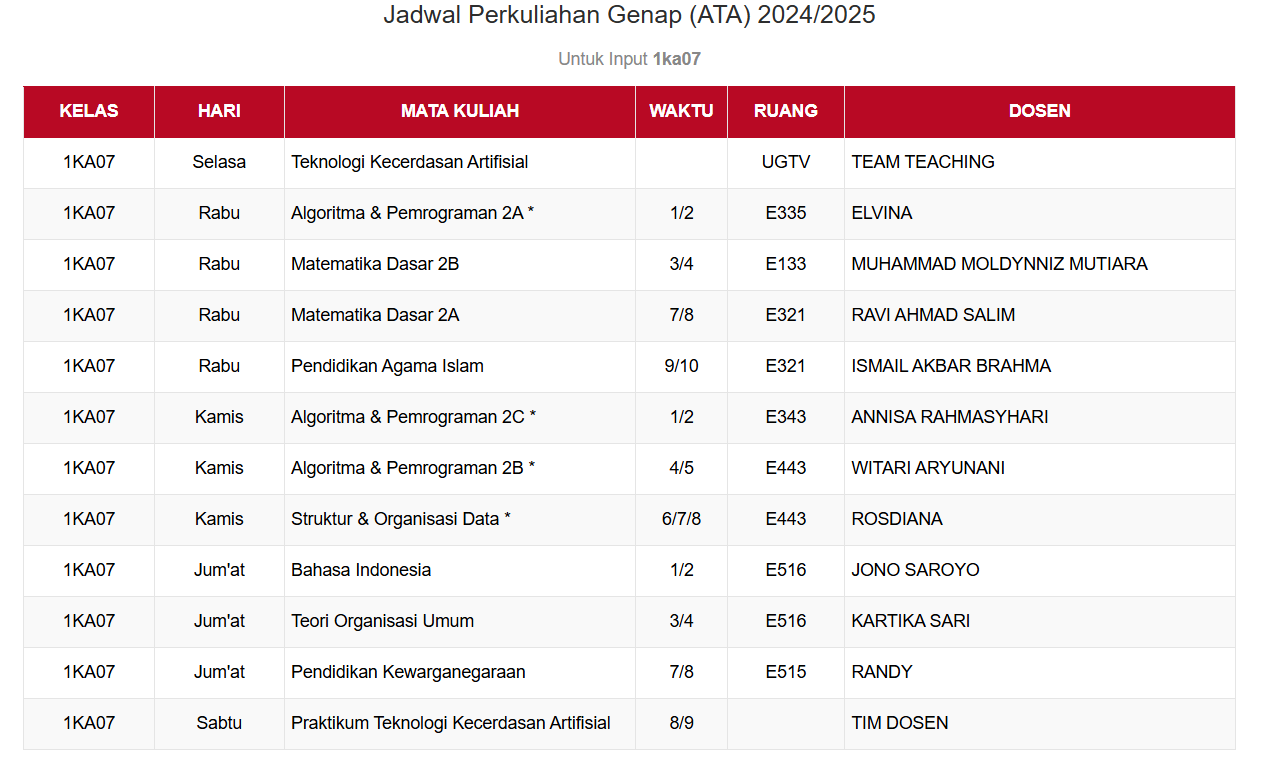 Jadwal Perkuliahan Genap (ATA) 2024/2025
Untuk Input 1ka07
KELAS HARI MATA KULIAH WAKTU RUANG DOSEN
1KA07 Selasa Teknologi Kecerdasan Artifisial UGTV TEAM TEACHING
1KA07 Rabu Algoritma & Pemrograman 2A * 1/2 E335 ELVINA
1KA07 Rabu Matematika Dasar 2B 3/4 E133 MUHAMMAD MOLDYNNIZ MUTIARA
1KA07 Rabu Matematika Dasar 2A 7/8 E321 RAVI AHMAD SALIM
1KA07 Rabu Pendidikan Agama Islam 9/10 E321 ISMAIL AKBAR BRAHMA
1KA07 Kamis Algoritma & Pemrograman 2C * 1/2 E343 ANNISA RAHMASYHARI
1KA07 Kamis Algoritma & Pemrograman 2B * 4/5 E443 WITARI ARYUNANI
1KA07 Kamis Struktur & Organisasi Data * 6/7/8 E443 ROSDIANA
1KA07 Jum'at Bahasa Indonesia 1/2 E516 JONO SAROYO
1KA07 Jum'at Teori Organisasi Umum 3/4 E516 KARTIKA SARI
1KA07 Jum'at Pendidikan Kewarganegaraan 7/8 E515 RANDY
1KA07 Sabtu Praktikum Teknologi Kecerdasan Artifisial 8/9 TIM DOSEN